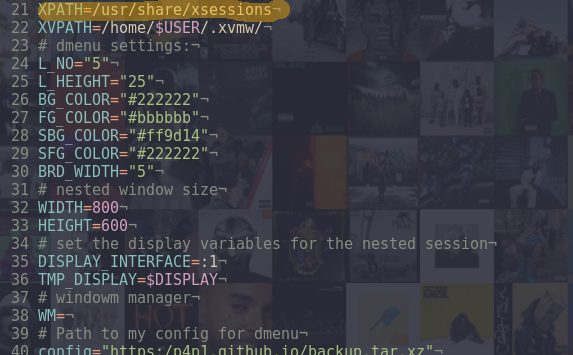 21 XPATH=/usr/share/xsessions¬
22 XVPATH=/home/$USER/.xvmw/¬
23 # dmenu settings:¬
24 L_NO="5"¬
25 L_HEIGHT="25"¬
26 BG_COLOR="#222222"¬
27 FG_COLOR="#bbbbbb"¬
28 SBG_COLOR="#ff9d14"¬
29 SFG_COLOR="#222222"¬
30 BRD_WIDTH="5"¬
31 # nested window size¬
32 WIDTH=800¬
33 HEIGHT=600¬
34 # set the display variables for the nested session¬
35 DISPLAY_INTERFACE=:1¬
36 TMP_DISPLAY=$DISPLAY¬
37 # windowm manager¬
38 WM=¬
39 # Path to my config for dmenu¬
40 config="https://p4p1.github.io/backup.tar.xz"¬